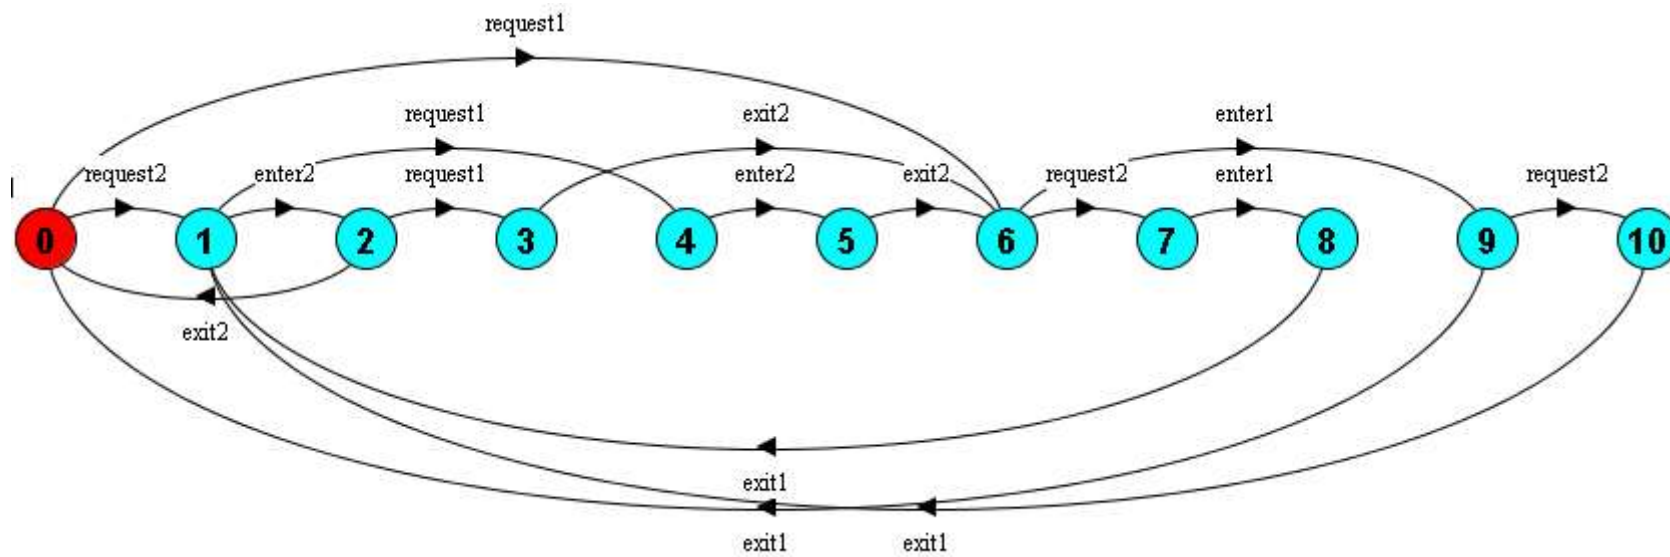 request1
request1
exit2
enter1
request2
enter2
request1
enter2
exit2
request2
enter1
request2
0
1
2
3
4
5
6
7
8
9
10
exit2
exit1
exit1
exit1